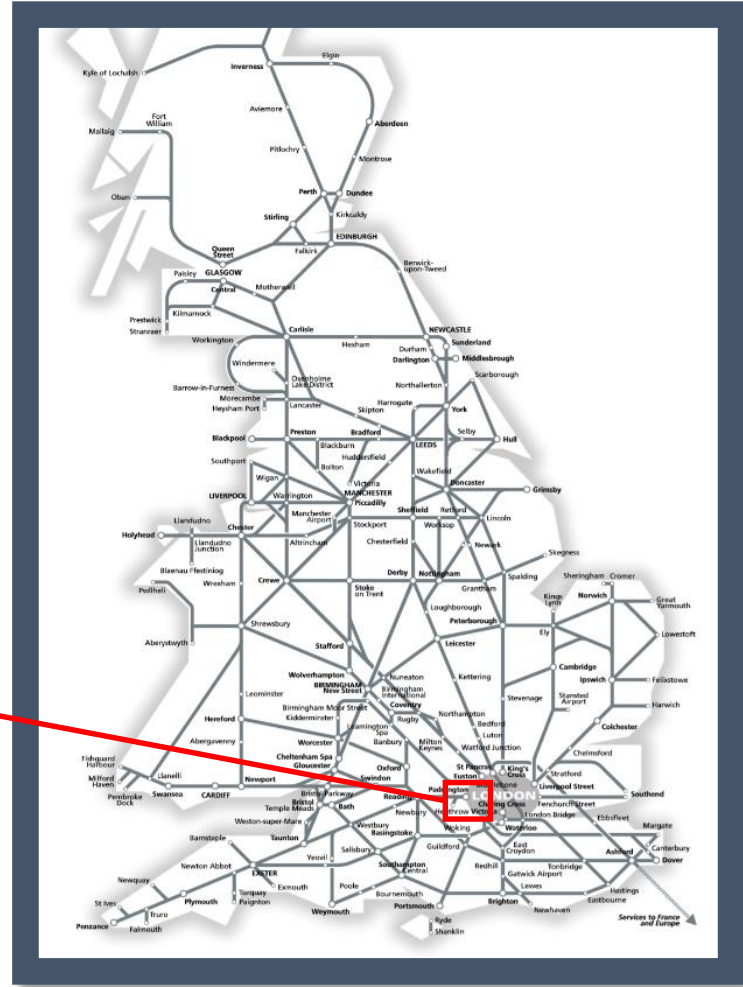 Elgin
Kyle of Lochalsh
Inverness
Aviemore
Fort
William
Aberdeen
Mallaig
Pitlochry
Montrose
Oban
Perth
Dundee
Stirling
Kirkcaldy
EDINBURGH
Queen
Street
Falkirk
Berwick-
upon-Tweed
GLASGOW
Paisley
Central
Motherwell
Prestwick
Kilmarnock
Stranraer
Carlisle
NEWCASTLE
Workington
Hexham
Sunderland
Durham
Darlington
Middlesbrough
Windermere
Scarborough
Oxenholme
Lake District
Barrow-in-Furness
Northallerton
Morecambe
Harrogate
Heysham Port
Lancaster
Skipton
York
Blackpool
Preston
Bradford
Selby
Blackburn
LEEDS
Hull
Southport
Huddersfield
Bolton
Wakefield
Wigan
Victoria
Doncaster
MANCHESTER
Grimsby
LIVERPOOL
Warrington
Piccadilly
Manchester
Airport
Sheffield
Retford
Llandudno
Stockport
Worksop
Lincoln
Holyhead
Chester
Llandudno
Junction
Altrincham
Chesterfield
Newark
Skegness
Blaenau Ffestiniog
Crewe
Derby
Nottingham
Spalding
Sheringham
Cromer
Wrexham
Stoke
on Trent
Grantham
Pwllheli
Kings
Lynn
Norwich
Great
Yarmouth
Loughborough
Shrewsbury
Peterborough
Ely
Lowestoft
Aberystwyth
Stafford
Leicester
Cambridge
Wolverhampton
Nuneaton
Kettering
Ipswich
Felixstowe
BIRMINGHAM
New Street
Birmingham
International
Stansted
Airport
Leominster
Stevenage
Birmingham Moor Street
Coventry
Northampton
Harwich
Hereford
Kidderminster
Rugby
Bedford
Leamington
Spa
Colchester
Abergavenny
Worcester
Banbury
Milton
Keynes
Luton
Watford Junction
Chelmsford
Cheltenham Spa
Gloucester
Oxford
St Pancras
King's
Cross
Fishguard
Harbour
Euston
Stratford
Llanelli
Newport
Swindon
Paddington
Liverpool Street
Milford
Haven
Bristol Parkway
LONDON
Southend
Swansea
CARDIFF
Bristol
Reading
Charing Cross
Fenchurch Street
Pembroke
Dock
Temple Meads
Bath
Newbury
Heathrow
Victoria
London Bridge
Ebbsfleet
Weston-super-Mare
Westbury
Basingstoke
Woking
Waterloo
Margate
Barnstaple
Taunton
Guildford
East
Croydon
Canterbury
Yeovil
Salisbury
Ashford
Dover
Newton Abbot
Southampton
Central
Redhill
Tonbridge
EXETER
Gatwick Airport
Newquay
Torquay
Paignton
Exmouth
Poole
Bournemouth
Lewes
Hastings
St Ives
Plymouth
Weymouth
Portsmouth
Brighton
Eastbourne
Newhaven
Truro
Ryde
Services to France
and Europe
Penzance
Falmouth
Shanklin